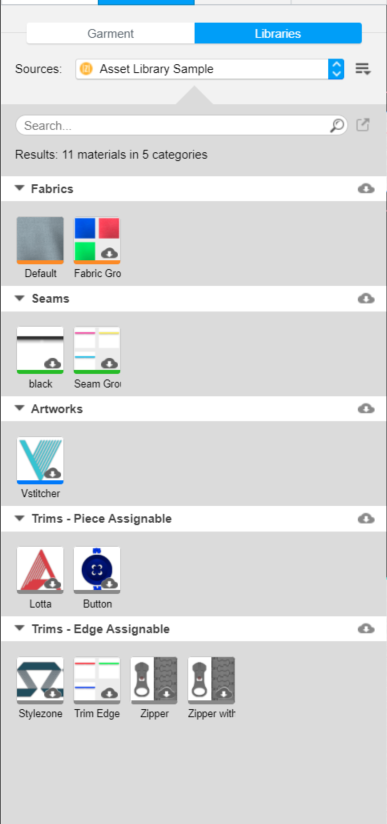 Garment Libraries
Sources: Asset Library Sample
Search...
Results: 11 materials in 5 categories
Fabrics
Default Fabric Gro
Seams
black Seam Grou
Artworks
Vstitcher
Trims - Piece Assignable
Lotta Button
Trims - Edge Assignable
Stylezone Trim Edge Zipper Zipper with